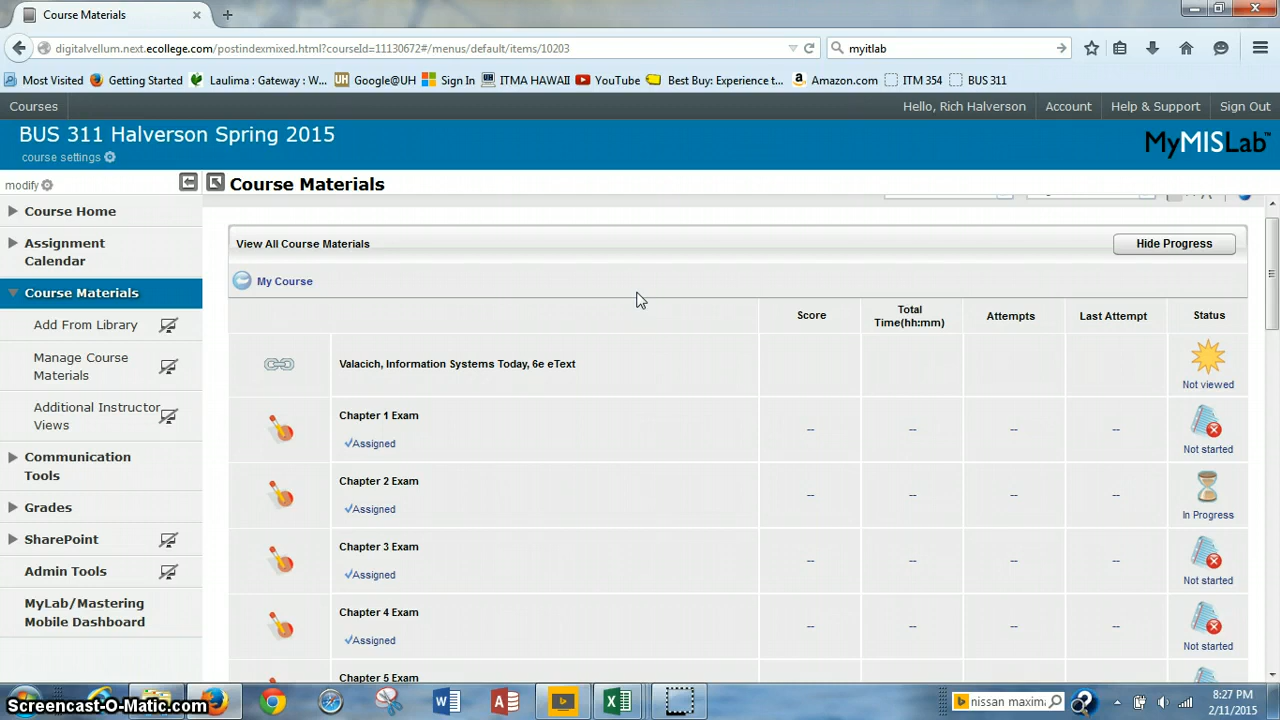 Course Materials
digitalvellum.next.ecollege.com/postindexmixed.html?courseId=11130672#/menus/default/items/10203
myitlab
Most Visited Getting Started Laulima : Gateway : W... Google@UH Sign In ITMA HAWAII YouTube Best Buy: Experience t... Amazon.com ITM 354 BUS 311
Courses Hello, Rich Halverson Account Help & Support Sign Out
BUS 311 Halverson Spring 2015
course settings
MyMISLab™
modify
Course Materials
Course Home
Assignment
Calendar
Course Materials
Add From Library
Manage Course
Materials
Additional Instructor
Views
Communication
Tools
Grades
SharePoint
Admin Tools
MyLab/Mastering
Mobile Dashboard
View All Course Materials Hide Progress
My Course
Score Total Time(hh:mm) Attempts Last Attempt Status
Valacich, Information Systems Today, 6e eText
Not viewed
Chapter 1 Exam
Assigned -- -- -- -- Not started
Chapter 2 Exam
Assigned -- -- -- -- In Progress
Chapter 3 Exam
Assigned -- -- -- -- Not started
Chapter 4 Exam
Assigned -- -- -- -- Not started
Chapter 5 Exam
Screencast-O-Matic.com
nissan maxima
8:27 PM
2/11/2015